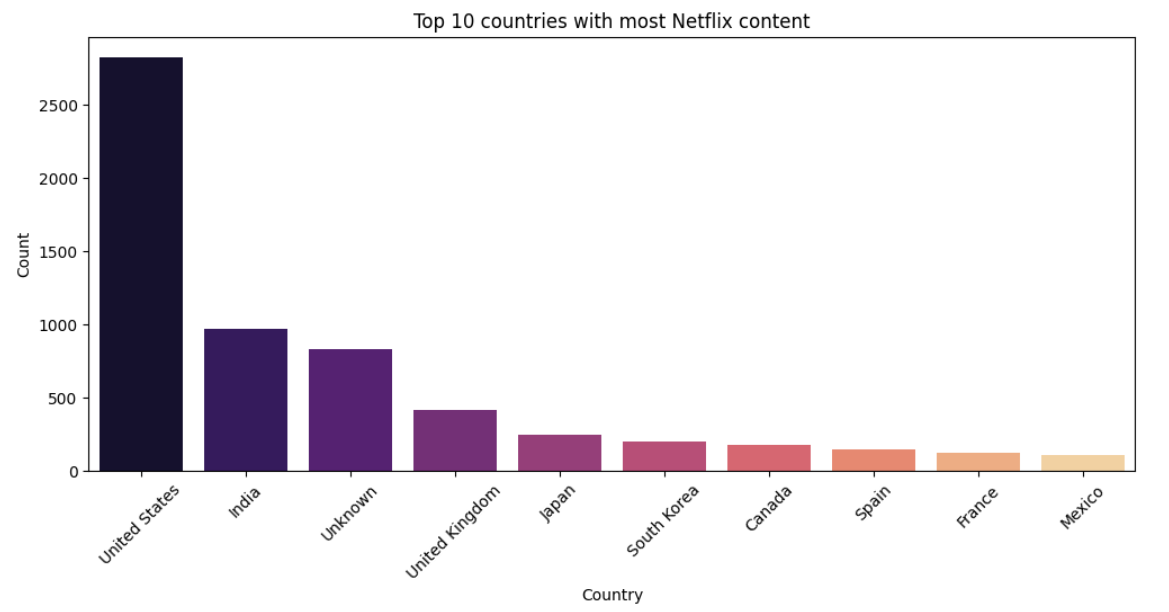 Top 10 countries with most Netflix content
2500
2000
1500
1000
500
0
Count
United States
India
Unknown
United Kingdom
Japan
South Korea
Canada
Spain
France
Mexico
Country